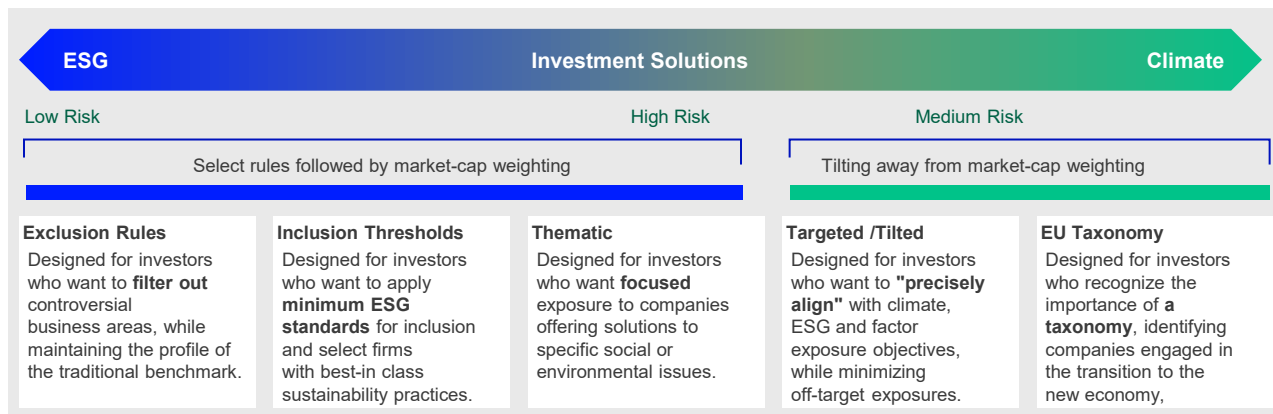 ESG Investment Solutions Climate
Low Risk High Risk Medium Risk
Select rules followed by market-cap weighting
Tilting away from market-cap weighting
Exclusion Rules
Designed for investors
who want to filter out
controversial
business areas, while
maintaining the profile of
the traditional benchmark.
Inclusion Thresholds
Designed for investors
who want to apply
minimum ESG
standards for inclusion
and select firms
with best-in class
sustainability practices.
Thematic
Designed for investors
who want focused
exposure to companies
offering solutions to
specific social or
environmental issues.
Targeted /Tilted
Designed for investors
who want to "precisely
align" with climate,
ESG and factor
exposure objectives,
while minimizing
off-target exposures.
EU Taxonomy
Designed for investors
who recognize the
importance of a
taxonomy, identifying
companies engaged in
the transition to the
new economy,